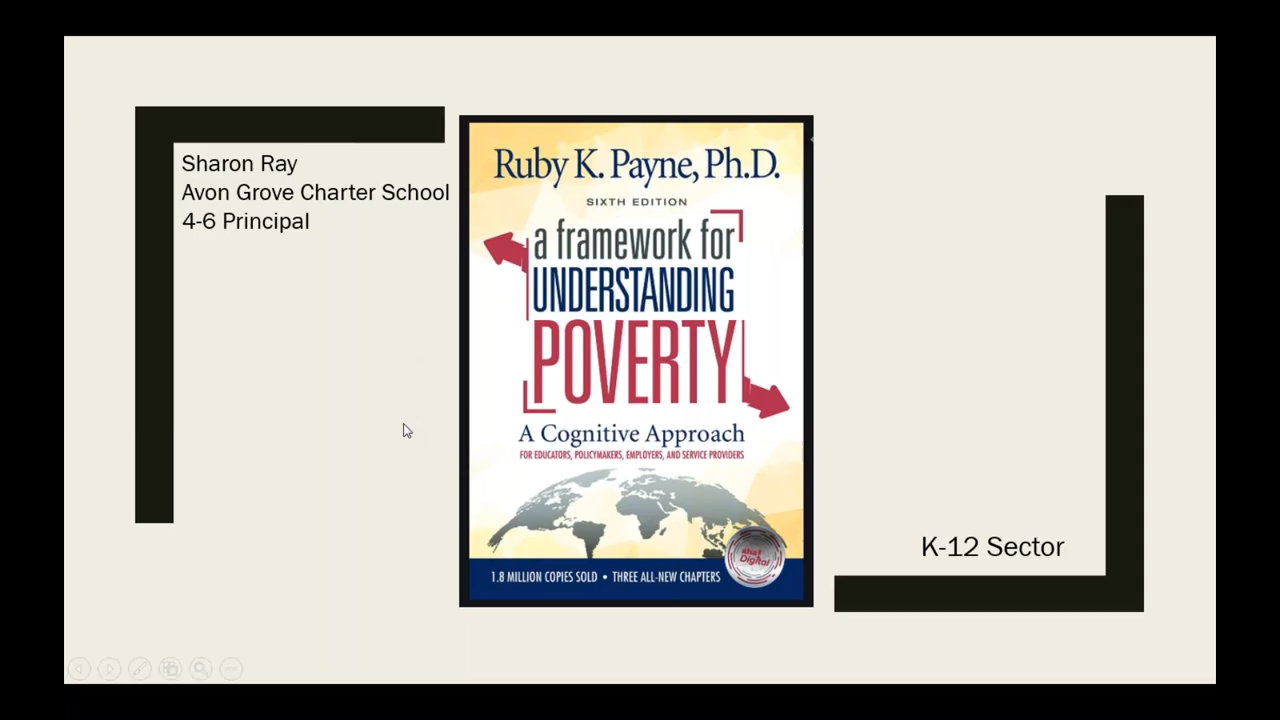 Sharon Ray
Avon Grove Charter School
4-6 Principal
Ruby K. Payne, Ph.D.
SIXTH EDITION
a framework for
UNDERSTANDING
POVERTY
A Cognitive Approach
FOR EDUCATORS, POLICYMAKERS, EMPLOYERS, AND SERVICE PROVIDERS
Digital
1.8 MILLION COPIES SOLD • THREE ALL-NEW CHAPTERS
K-12 Sector